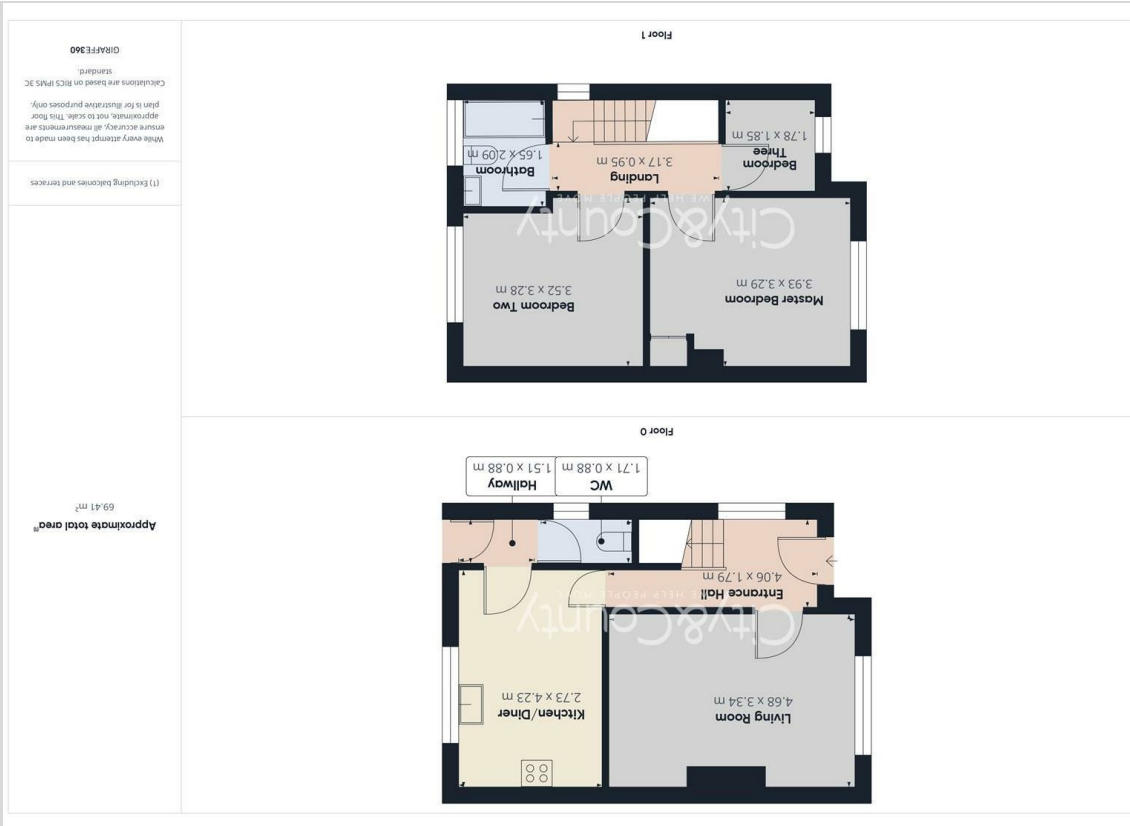 Approximate total area⁽¹⁾
69.41 m²
(1) Excluding balconies and terraces
While every attempt has been made to
ensure accuracy, all measurements are
approximate, not to scale. This floor
plan is for illustrative purposes only.
Calculations are based on RICS IPMS 3C
standard.
GIRAFFE360
Living Room
4.68 x 3.34 m
Kitchen/Diner
2.73 x 4.23 m
City&County
WE HELP PEOPLE MOVE
Entrance Hall
4.06 x 1.79 m
WC
1.71 x 0.88 m
Hallway
1.51 x 0.88 m
Floor 0
Master Bedroom
3.93 x 3.29 m
Bedroom Two
3.52 x 3.28 m
City&County
WE HELP PEOPLE MOVE
Bedroom
Three
1.78 x 1.85 m
Landing
3.17 x 0.95 m
Bathroom
1.65 x 2.09 m
Floor 1